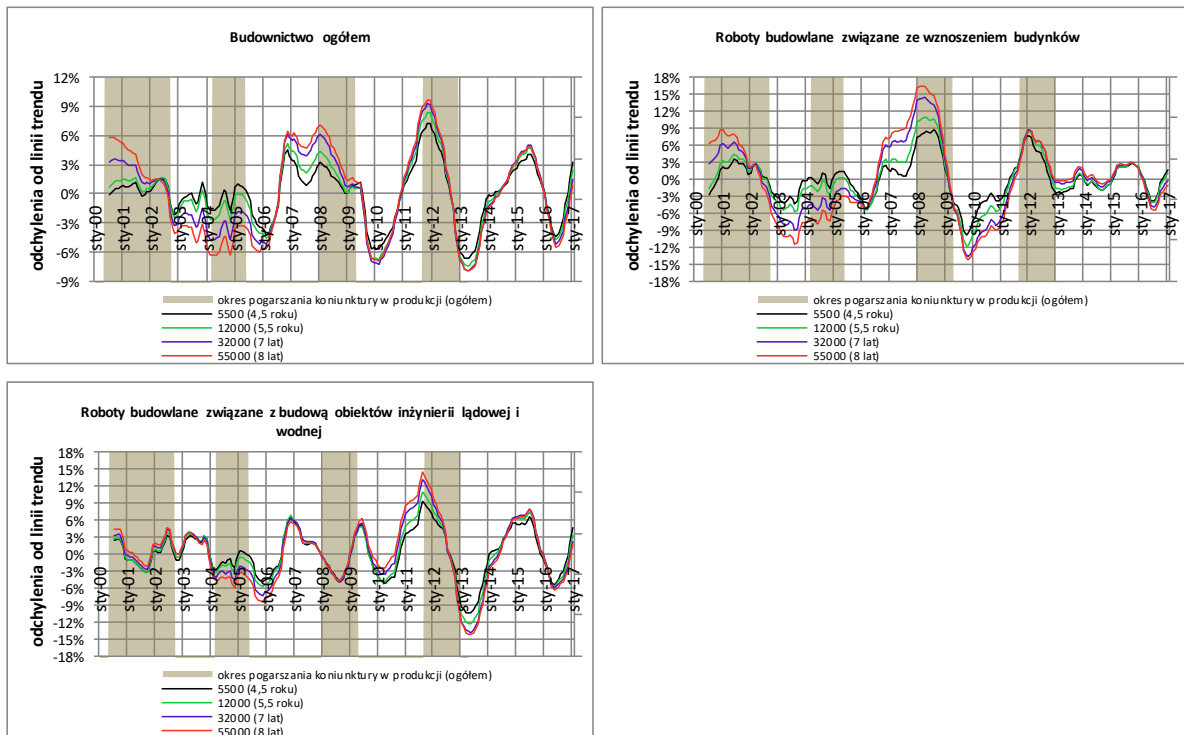 Budownictwo ogółem
odchylenia od linii trendu
12%
9%
6%
3%
0%
-3%
-6%
-9%
sty-00
sty-01
sty-02
sty-03
sty-04
sty-05
sty-06
sty-07
sty-08
sty-09
sty-10
sty-11
sty-12
sty-13
sty-14
sty-15
sty-16
sty-17
okres pogarszania koniunktury w produkcji (ogółem)
5500 (4,5 roku)
12000 (5,5 roku)
32000 (7 lat)
55000 (8 lat)
Roboty budowlane związane ze wznoszeniem budynków
odchylenia od linii trendu
18%
15%
12%
9%
6%
3%
0%
-3%
-6%
-9%
-12%
-15%
-18%
sty-00
sty-01
sty-02
sty-03
sty-04
sty-05
sty-06
sty-07
sty-08
sty-09
sty-10
sty-11
sty-12
sty-13
sty-14
sty-15
sty-16
sty-17
okres pogarszania koniunktury w produkcji (ogółem)
5500 (4,5 roku)
12000 (5,5 roku)
32000 (7 lat)
55000 (8 lat)
Roboty budowlane związane z budową obiektów inżynierii lądowej i
wodnej
odchylenia od linii trendu
18%
15%
12%
9%
6%
3%
0%
-3%
-6%
-9%
-12%
-15%
-18%
sty-00
sty-01
sty-02
sty-03
sty-04
sty-05
sty-06
sty-07
sty-08
sty-09
sty-10
sty-11
sty-12
sty-13
sty-14
sty-15
sty-16
sty-17
okres pogarszania koniunktury w produkcji (ogółem)
5500 (4,5 roku)
12000 (5,5 roku)
32000 (7 lat)
55000 (8 lat)